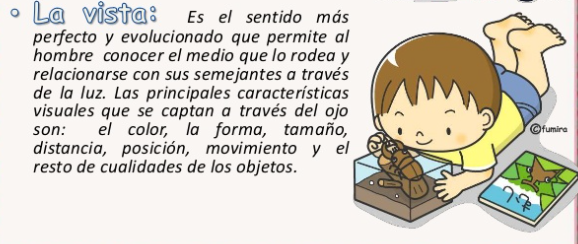 • La vista: Es el sentido más
perfecto y evolucionado que permite al
hombre conocer el medio que lo rodea y
relacionarse con sus semejantes a través
de la luz. Las principales características
visuales que se captan a través del ojo
son: el color, la forma, tamaño,
distancia, posición, movimiento y el
resto de cualidades de los objetos.
©fumira